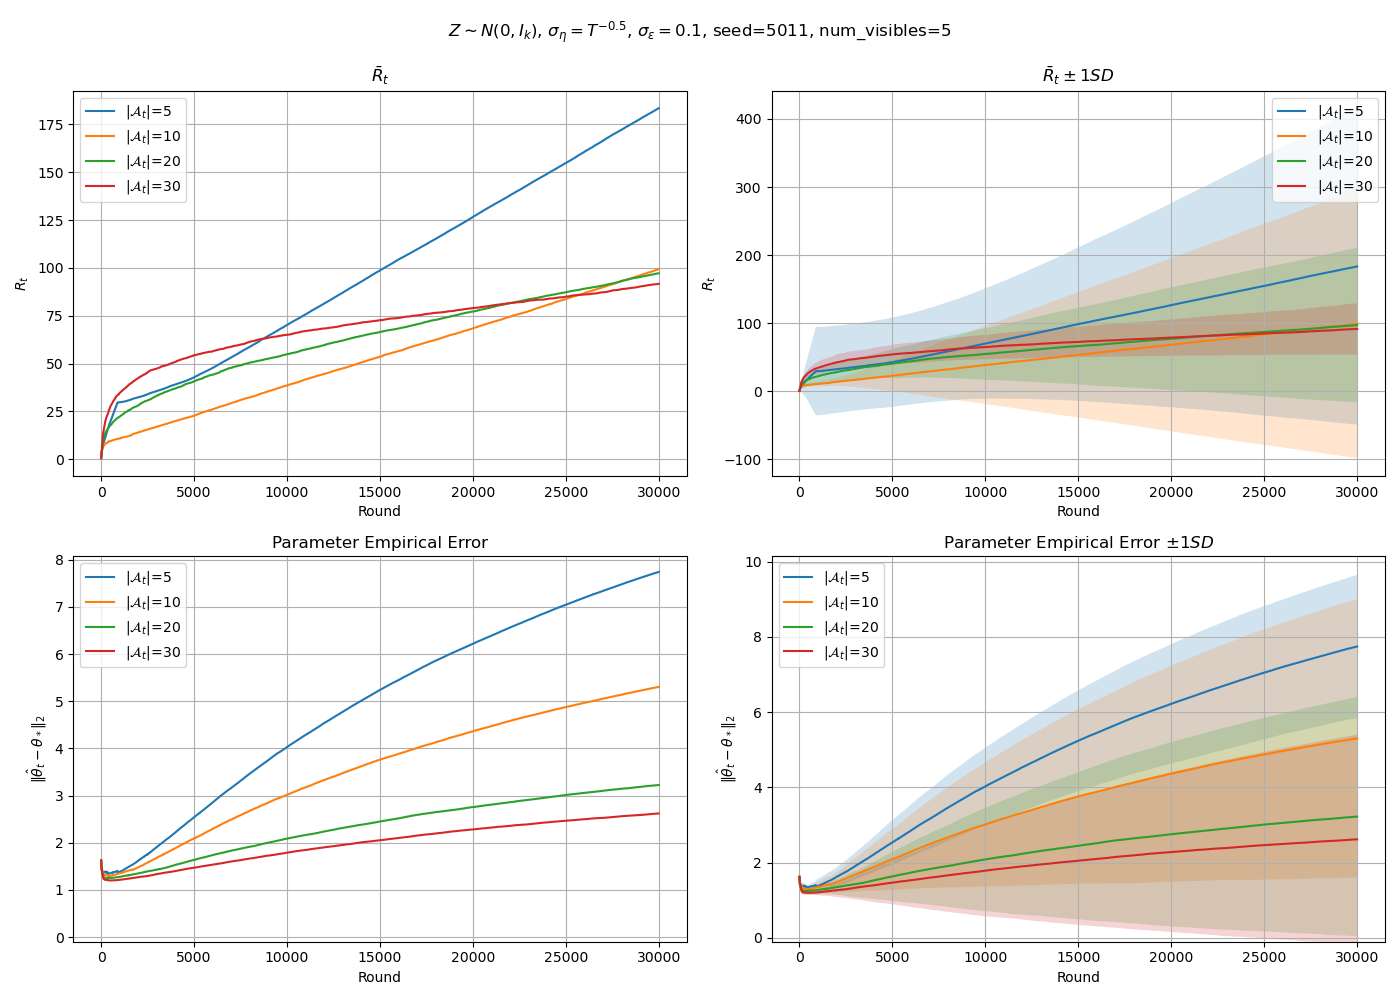 Z ∼ N(0, I_k), σ_η = T^{−0.5}, σ_ε = 0.1, seed=5011, num_visibles=5
R̄_t
|𝒜_t|=5
|𝒜_t|=10
|𝒜_t|=20
|𝒜_t|=30
175
150
125
100
75
50
25
0
R_t
0 5000 10000 15000 20000 25000 30000
Round
R̄_t ± 1SD
|𝒜_t|=5
|𝒜_t|=10
|𝒜_t|=20
|𝒜_t|=30
400
300
200
100
0
−100
R_t
0 5000 10000 15000 20000 25000 30000
Round
Parameter Empirical Error
|𝒜_t|=5
|𝒜_t|=10
|𝒜_t|=20
|𝒜_t|=30
8
7
6
5
4
3
2
1
0
‖θ̂_t − θ_*‖_2
0 5000 10000 15000 20000 25000 30000
Round
Parameter Empirical Error ±1SD
|𝒜_t|=5
|𝒜_t|=10
|𝒜_t|=20
|𝒜_t|=30
10
8
6
4
2
0
‖θ̂_t − θ_*‖_2
0 5000 10000 15000 20000 25000 30000
Round